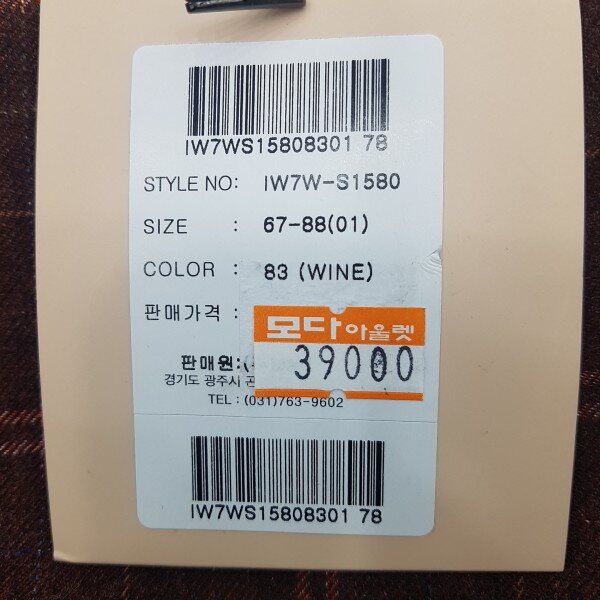 IW7WS15808301 78
STYLE NO: IW7W-S1580
SIZE : 67-88(01)
COLOR : 83 (WINE)
판매가격 :
모다아울렛
39000
판매원:(
경기도 광주시
TEL : (031)763-9602
IW7WS15808301 78